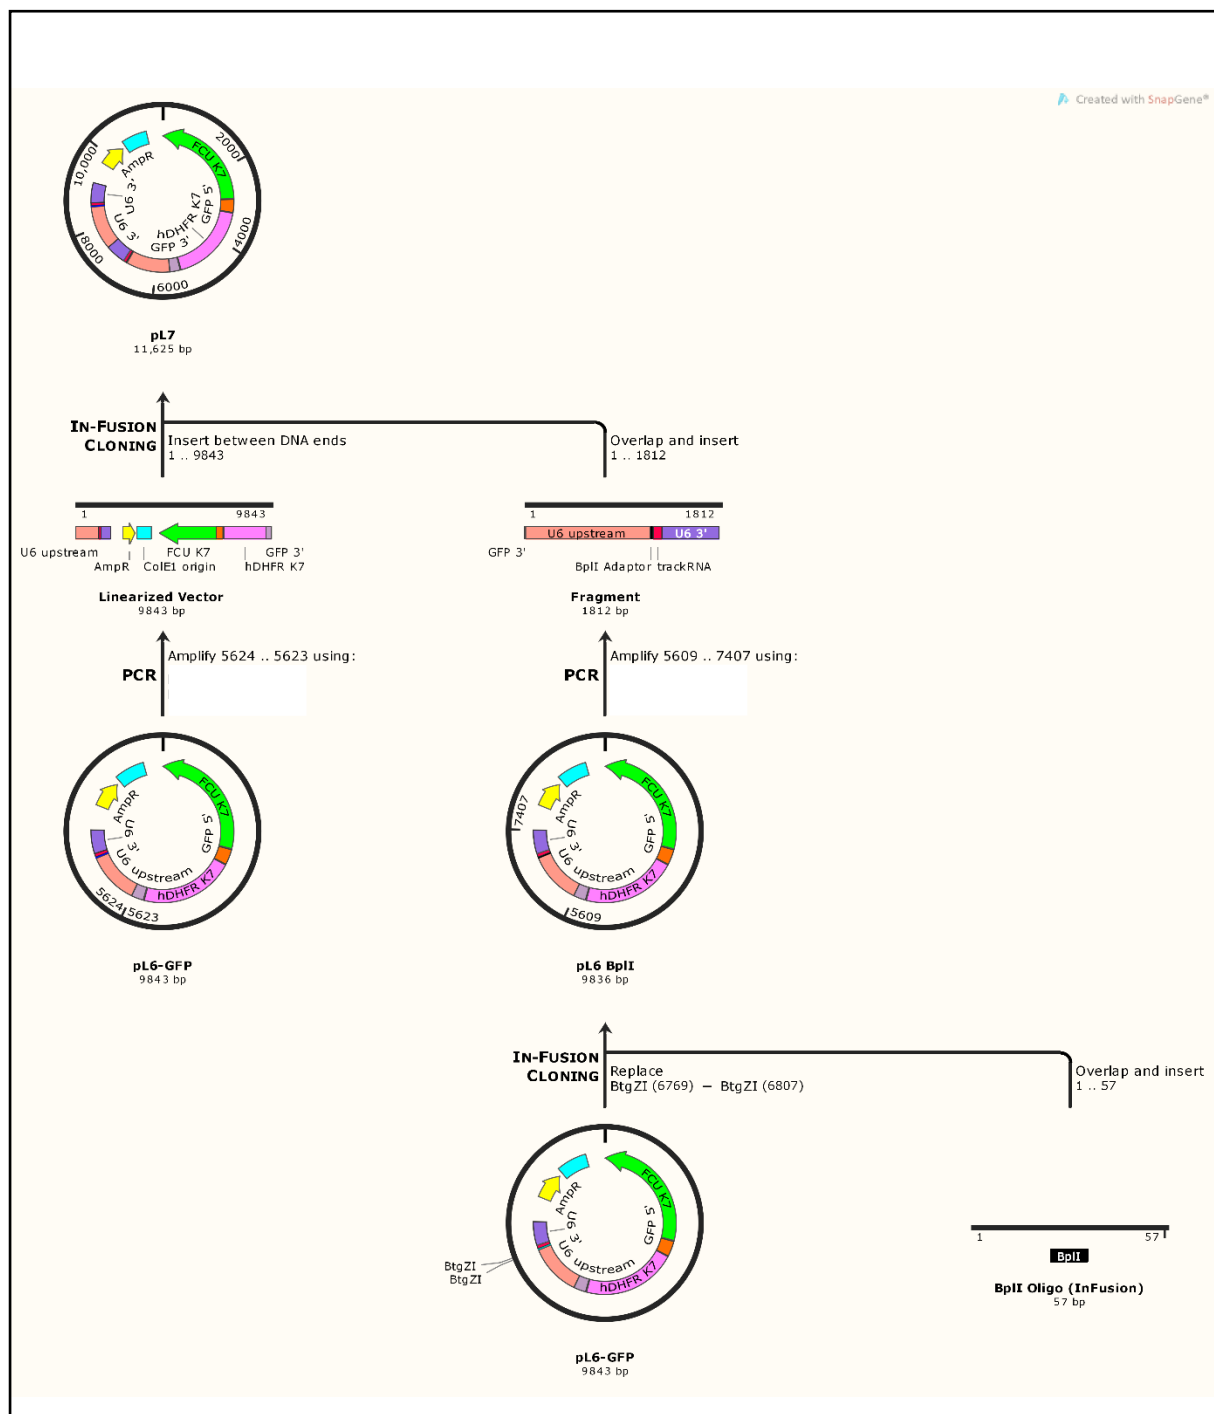 Created with SnapGene®
10,000
2000
4000
6000
8000
AmpR
FCU K7
U6 3'
U6 3'
GFP 5'
hDHFR K7
GFP 3'
pL7
11,625 bp
IN-FUSION
CLONING
Insert between DNA ends
1 .. 9843
Overlap and insert
1 .. 1812
1
9843
U6 upstream
FCU K7
GFP 3'
AmpR
ColE1 origin
hDHFR K7
Linearized Vector
9843 bp
1
1812
U6 upstream
U6 3'
GFP 3'
BplI Adaptor
trackRNA
Fragment
1812 bp
PCR
Amplify 5624 .. 5623 using:
PCR
Amplify 5609 .. 7407 using:
AmpR
FCU K7
U6 3'
GFP 5'
U6 upstream
hDHFR K7
5624
5623
pL6-GFP
9843 bp
7407
AmpR
FCU K7
U6 3'
GFP 5'
U6 upstream
hDHFR K7
5609
pL6 BplI
9836 bp
IN-FUSION
CLONING
Replace
BtgZI (6769) – BtgZI (6807)
Overlap and insert
1 .. 57
AmpR
FCU K7
U6 3'
GFP 5'
U6 upstream
hDHFR K7
BtgZI
BtgZI
pL6-GFP
9843 bp
1
57
BplI
BplI Oligo (InFusion)
57 bp